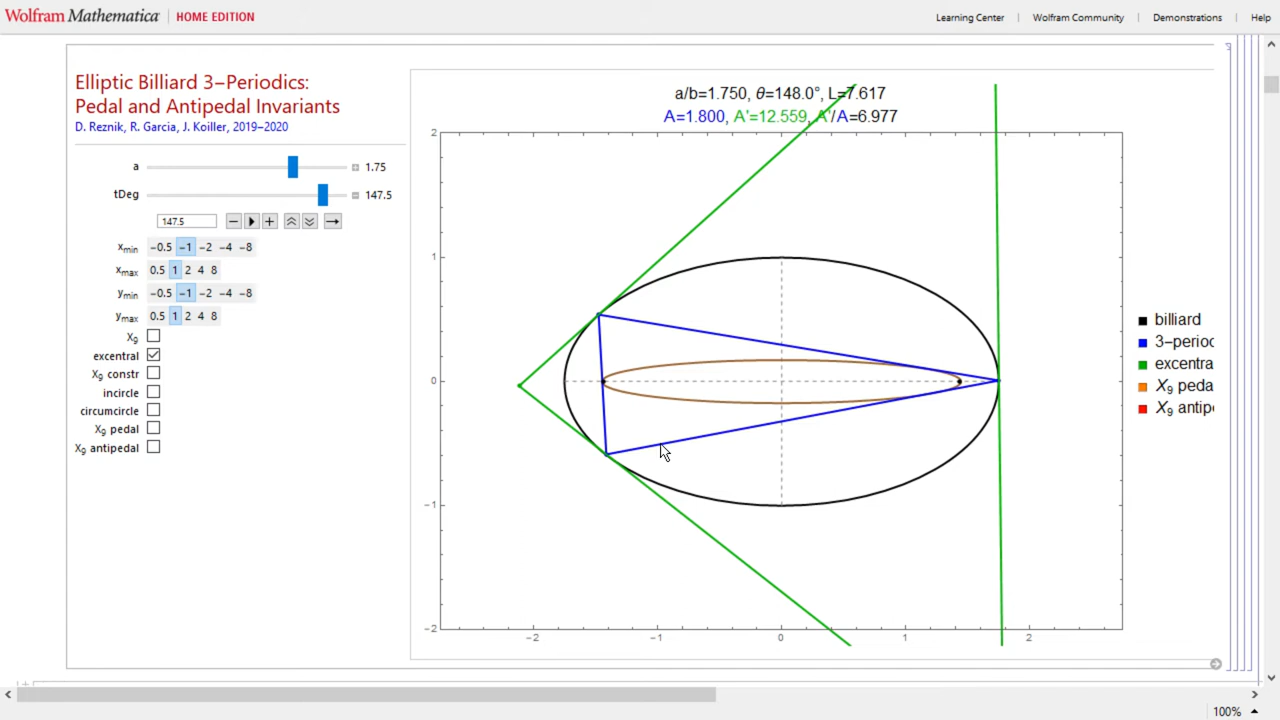 Wolfram Mathematica | HOME EDITION
Learning Center | Wolfram Community | Demonstrations | Help
Elliptic Billiard 3−Periodics:
Pedal and Antipedal Invariants
D. Reznik, R. Garcia, J. Koiller, 2019−2020
a 1.75
tDeg 147.5
147.5
xmin −0.5 −1 −2 −4 −8
xmax 0.5 1 2 4 8
ymin −0.5 −1 −2 −4 −8
ymax 0.5 1 2 4 8
X9
excentral
X9 constr
incircle
circumcircle
X9 pedal
X9 antipedal
a/b=1.750, θ=148.0°, L=7.617
A=1.800, A'=12.559, A'/A=6.977
2
1
0
−1
−2
−2 −1 0 1 2
billiard
3−perioc
excentra
X9 peda
X9 antip
100%